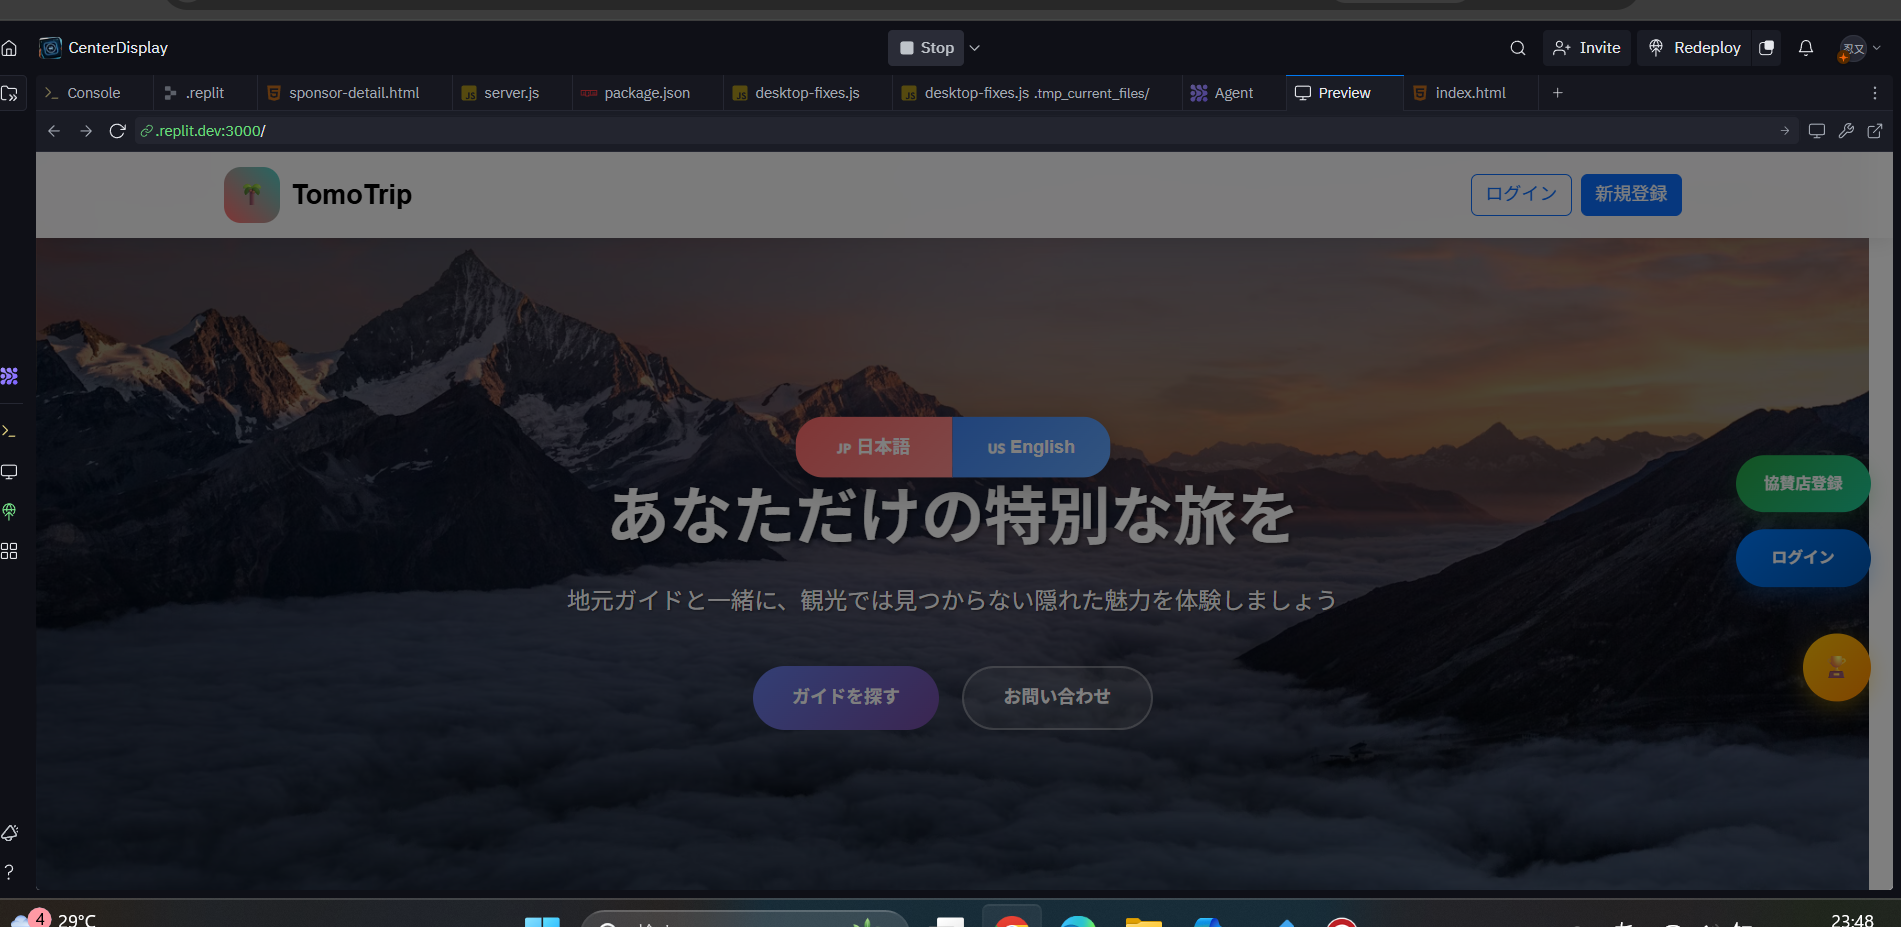 CenterDisplay
Stop
Invite
Redeploy
忍又
Console
.replit
sponsor-detail.html
server.js
package.json
desktop-fixes.js
desktop-fixes.js .tmp_current_files/
Agent
Preview
index.html
.replit.dev:3000/
TomoTrip
ログイン
新規登録
JP 日本語
US English
あなただけの特別な旅を
地元ガイドと一緒に、観光では見つからない隠れた魅力を体験しましょう
協賛店登録
ログイン
ガイドを探す
お問い合わせ
4
29°C
23:48